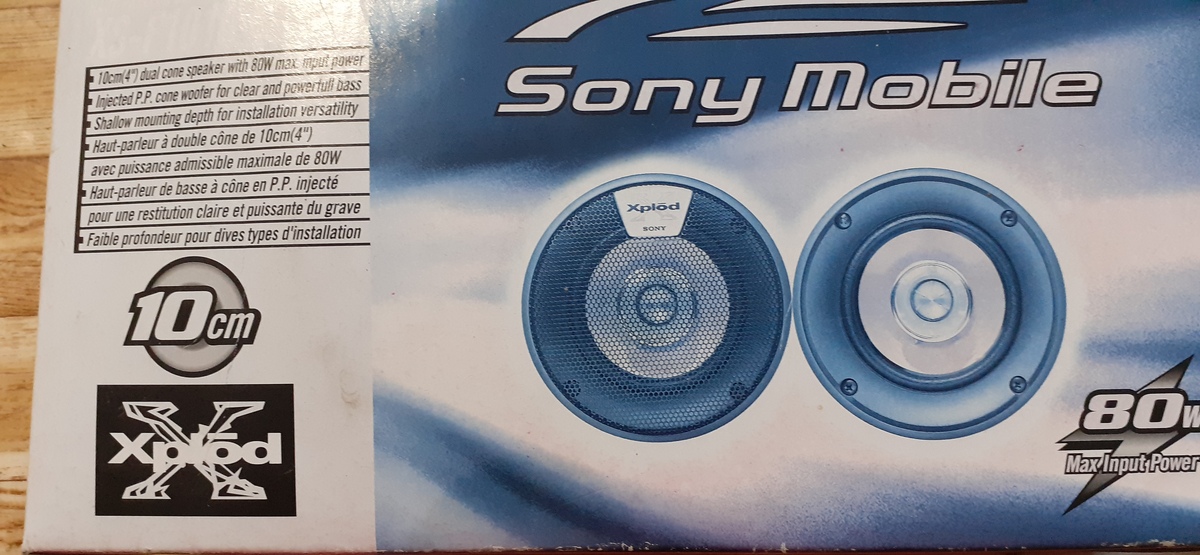 10cm(4") dual cone speaker with 80W max. input power
Injected P.P. cone woofer for clear and powerfull bass
Shallow mounting depth for installation versatility
Haut-parleur à double cône de 10cm(4")
avec puissance admissible maximale de 80W
Haut-parleur de basse à cône en P.P. injecté
pour une restitution claire et puissante du grave
Faible profondeur pour dives types d'installation
10cm
Xplōd
Sony Mobile
Xplōd
SONY
80W
Max Input Power